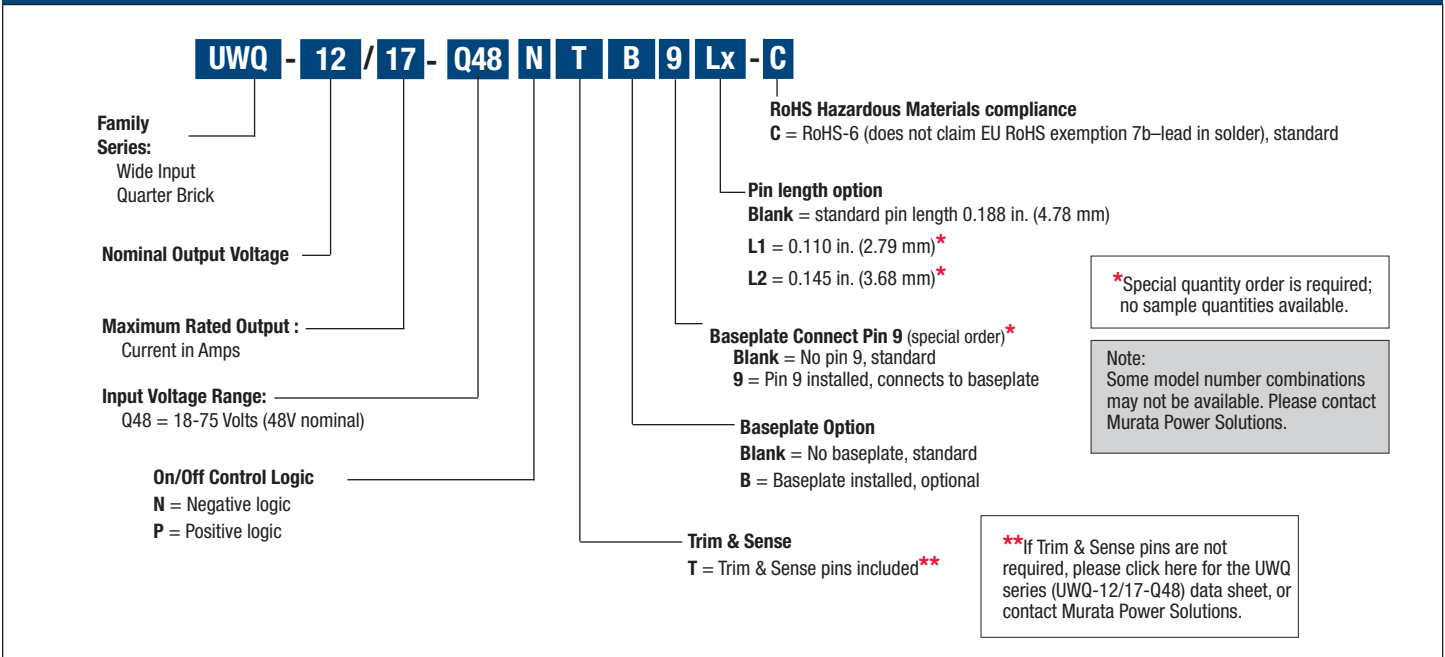 UWQ - 12 / 17 - Q48 N T B 9 Lx - C
RoHS Hazardous Materials compliance
C = RoHS-6 (does not claim EU RoHS exemption 7b–lead in solder), standard
Family
Series:
Wide Input
Quarter Brick
Pin length option
Blank = standard pin length 0.188 in. (4.78 mm)
L1 = 0.110 in. (2.79 mm)*
L2 = 0.145 in. (3.68 mm)*
Nominal Output Voltage
*Special quantity order is required;
no sample quantities available.
Maximum Rated Output :
Current in Amps
Baseplate Connect Pin 9 (special order)*
Blank = No pin 9, standard
9 = Pin 9 installed, connects to baseplate
Note:
Some model number combinations
may not be available. Please contact
Murata Power Solutions.
Input Voltage Range:
Q48 = 18-75 Volts (48V nominal)
Baseplate Option
Blank = No baseplate, standard
B = Baseplate installed, optional
On/Off Control Logic
N = Negative logic
P = Positive logic
Trim & Sense
T = Trim & Sense pins included**
**If Trim & Sense pins are not
required, please click here for the UWQ
series (UWQ-12/17-Q48) data sheet, or
contact Murata Power Solutions.